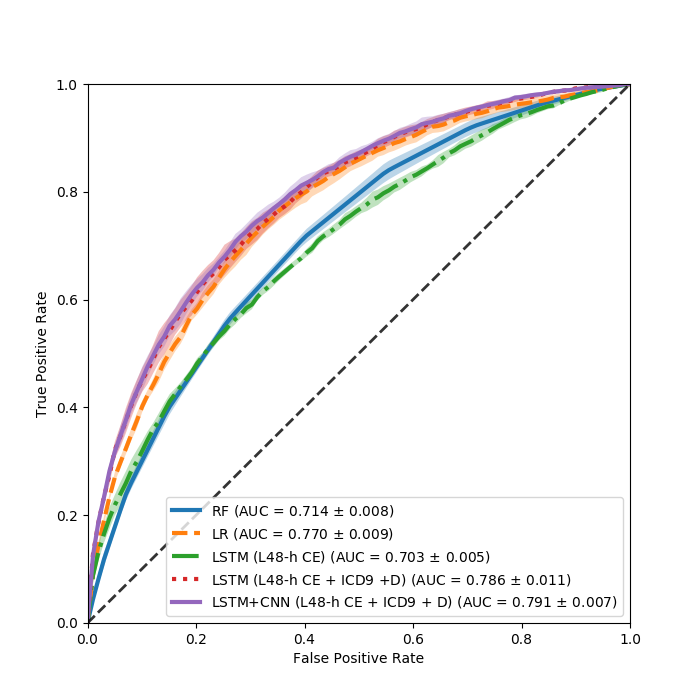 1.0
0.8
0.6
0.4
0.2
0.0
True Positive Rate
RF (AUC = 0.714 ± 0.008)
LR (AUC = 0.770 ± 0.009)
LSTM (L48-h CE) (AUC = 0.703 ± 0.005)
LSTM (L48-h CE + ICD9 +D) (AUC = 0.786 ± 0.011)
LSTM+CNN (L48-h CE + ICD9 + D) (AUC = 0.791 ± 0.007)
0.0 0.2 0.4 0.6 0.8 1.0
False Positive Rate